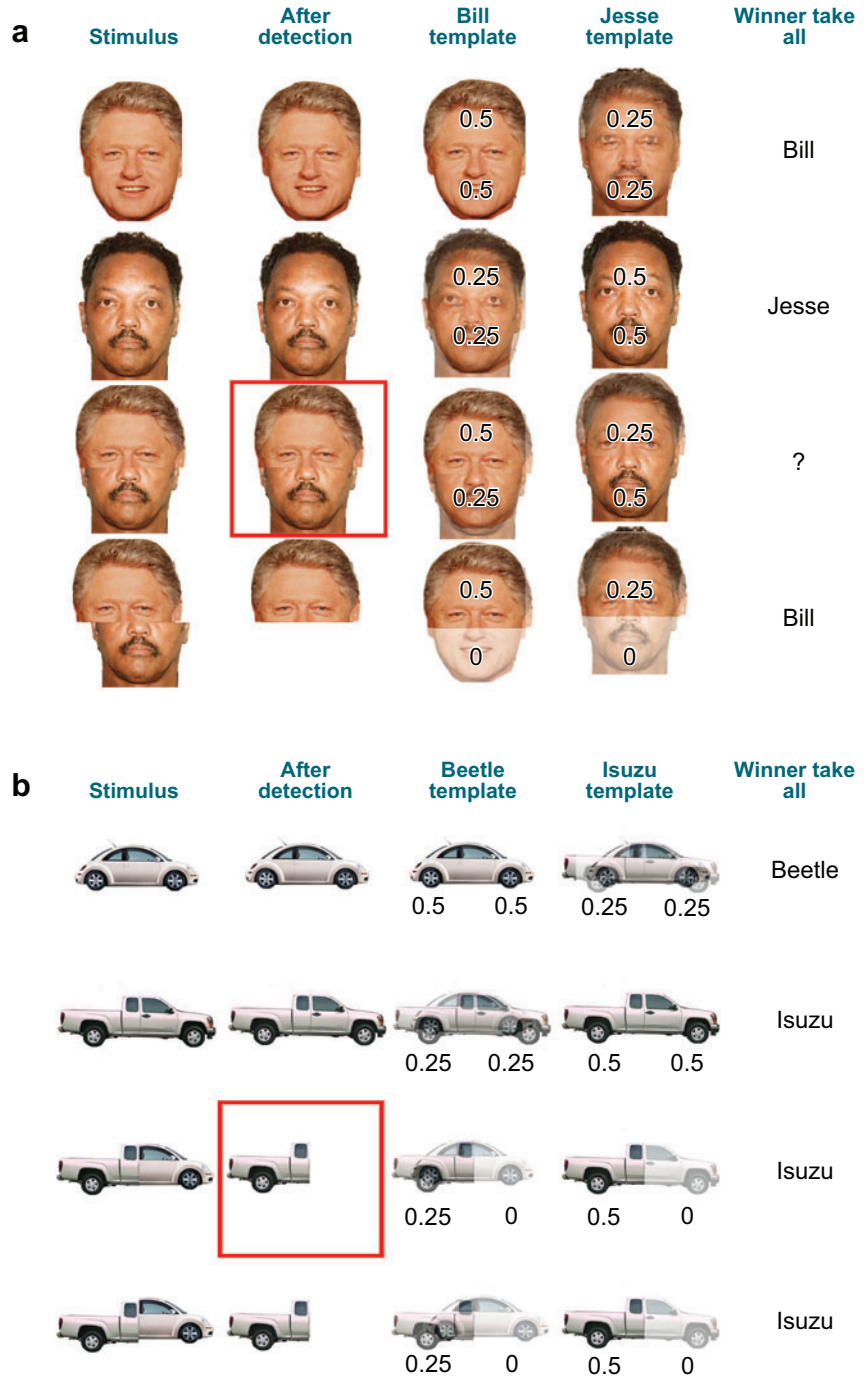 a
Stimulus
After
detection
Bill
template
Jesse
template
Winner take
all
0.5
0.25
Bill
0.5
0.25
0.25
0.5
Jesse
0.25
0.5
0.5
0.25
?
0.25
0.5
0.5
0.25
Bill
0
0
b
Stimulus
After
detection
Beetle
template
Isuzu
template
Winner take
all
Beetle
0.5 0.5 0.25 0.25
Isuzu
0.25 0.25 0.5 0.5
Isuzu
0.25 0 0.5 0
Isuzu
0.25 0 0.5 0